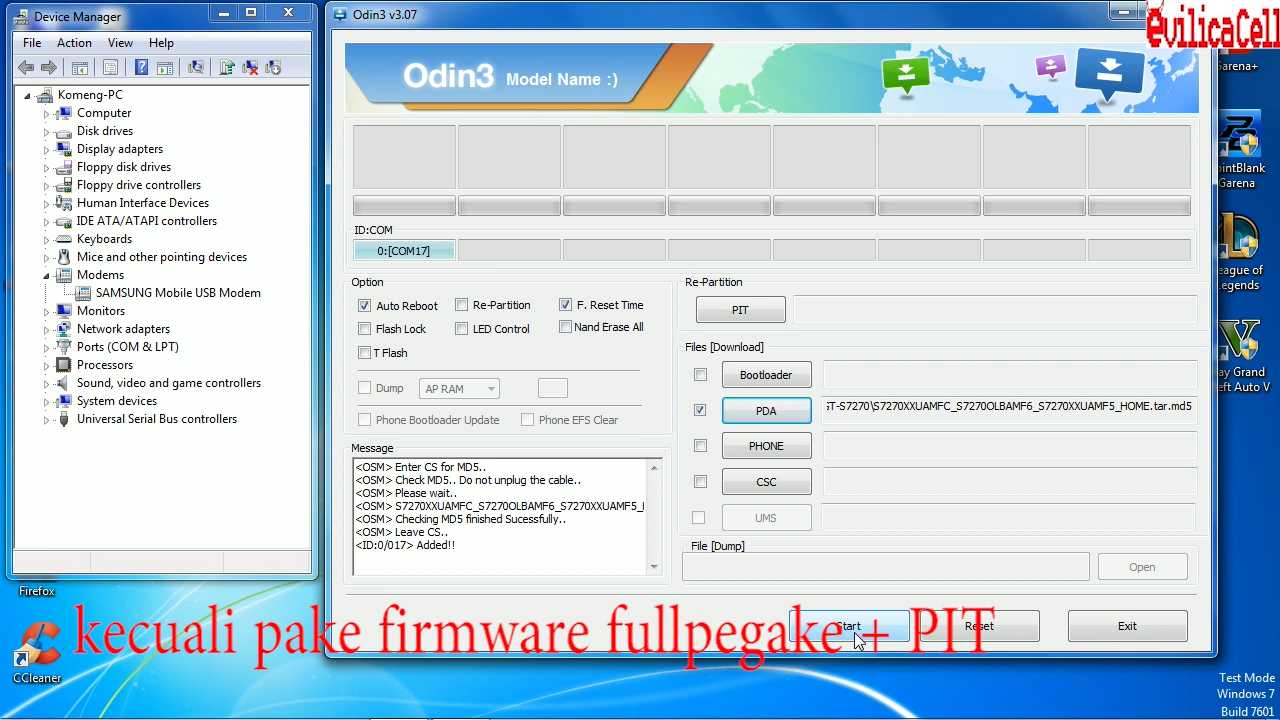 Device Manager
File Action View Help
Komeng-PC
Computer
Disk drives
Display adapters
Floppy disk drives
Floppy drive controllers
Human Interface Devices
IDE ATA/ATAPI controllers
Keyboards
Mice and other pointing devices
Modems
SAMSUNG Mobile USB Modem
Monitors
Network adapters
Ports (COM & LPT)
Processors
Sound, video and game controllers
System devices
Universal Serial Bus controllers
Odin3 v3.07
Odin3 Model Name :)
ID:COM
0:[COM17]
Option
Auto Reboot Re-Partition F. Reset Time
Flash Lock LED Control Nand Erase All
T Flash
Dump AP RAM
Phone Bootloader Update Phone EFS Clear
Message
<OSM> Enter CS for MD5..
<OSM> Check MD5.. Do not unplug the cable..
<OSM> Please wait..
<OSM> S7270XXUAMFC_S7270OLBAMF6_S7270XXUAMF5_
<OSM> Checking MD5 finished Sucessfully..
<OSM> Leave CS..
<ID:0/017> Added!!
Re-Partition
PIT
Files [Download]
Bootloader
PDA
GT-S7270\S7270XXUAMFC_S7270OLBAMF6_S7270XXUAMF5_HOME.tar.md5
PHONE
CSC
UMS
File [Dump]
Open
Start Reset Exit
kecuali pake firmware fullpegake + PIT
EvilicaCell
Garena+
PointBlank
Garena
League of
Legends
Play Grand
Theft Auto V
Firefox
CCleaner
Test Mode
Windows 7
Build 7601